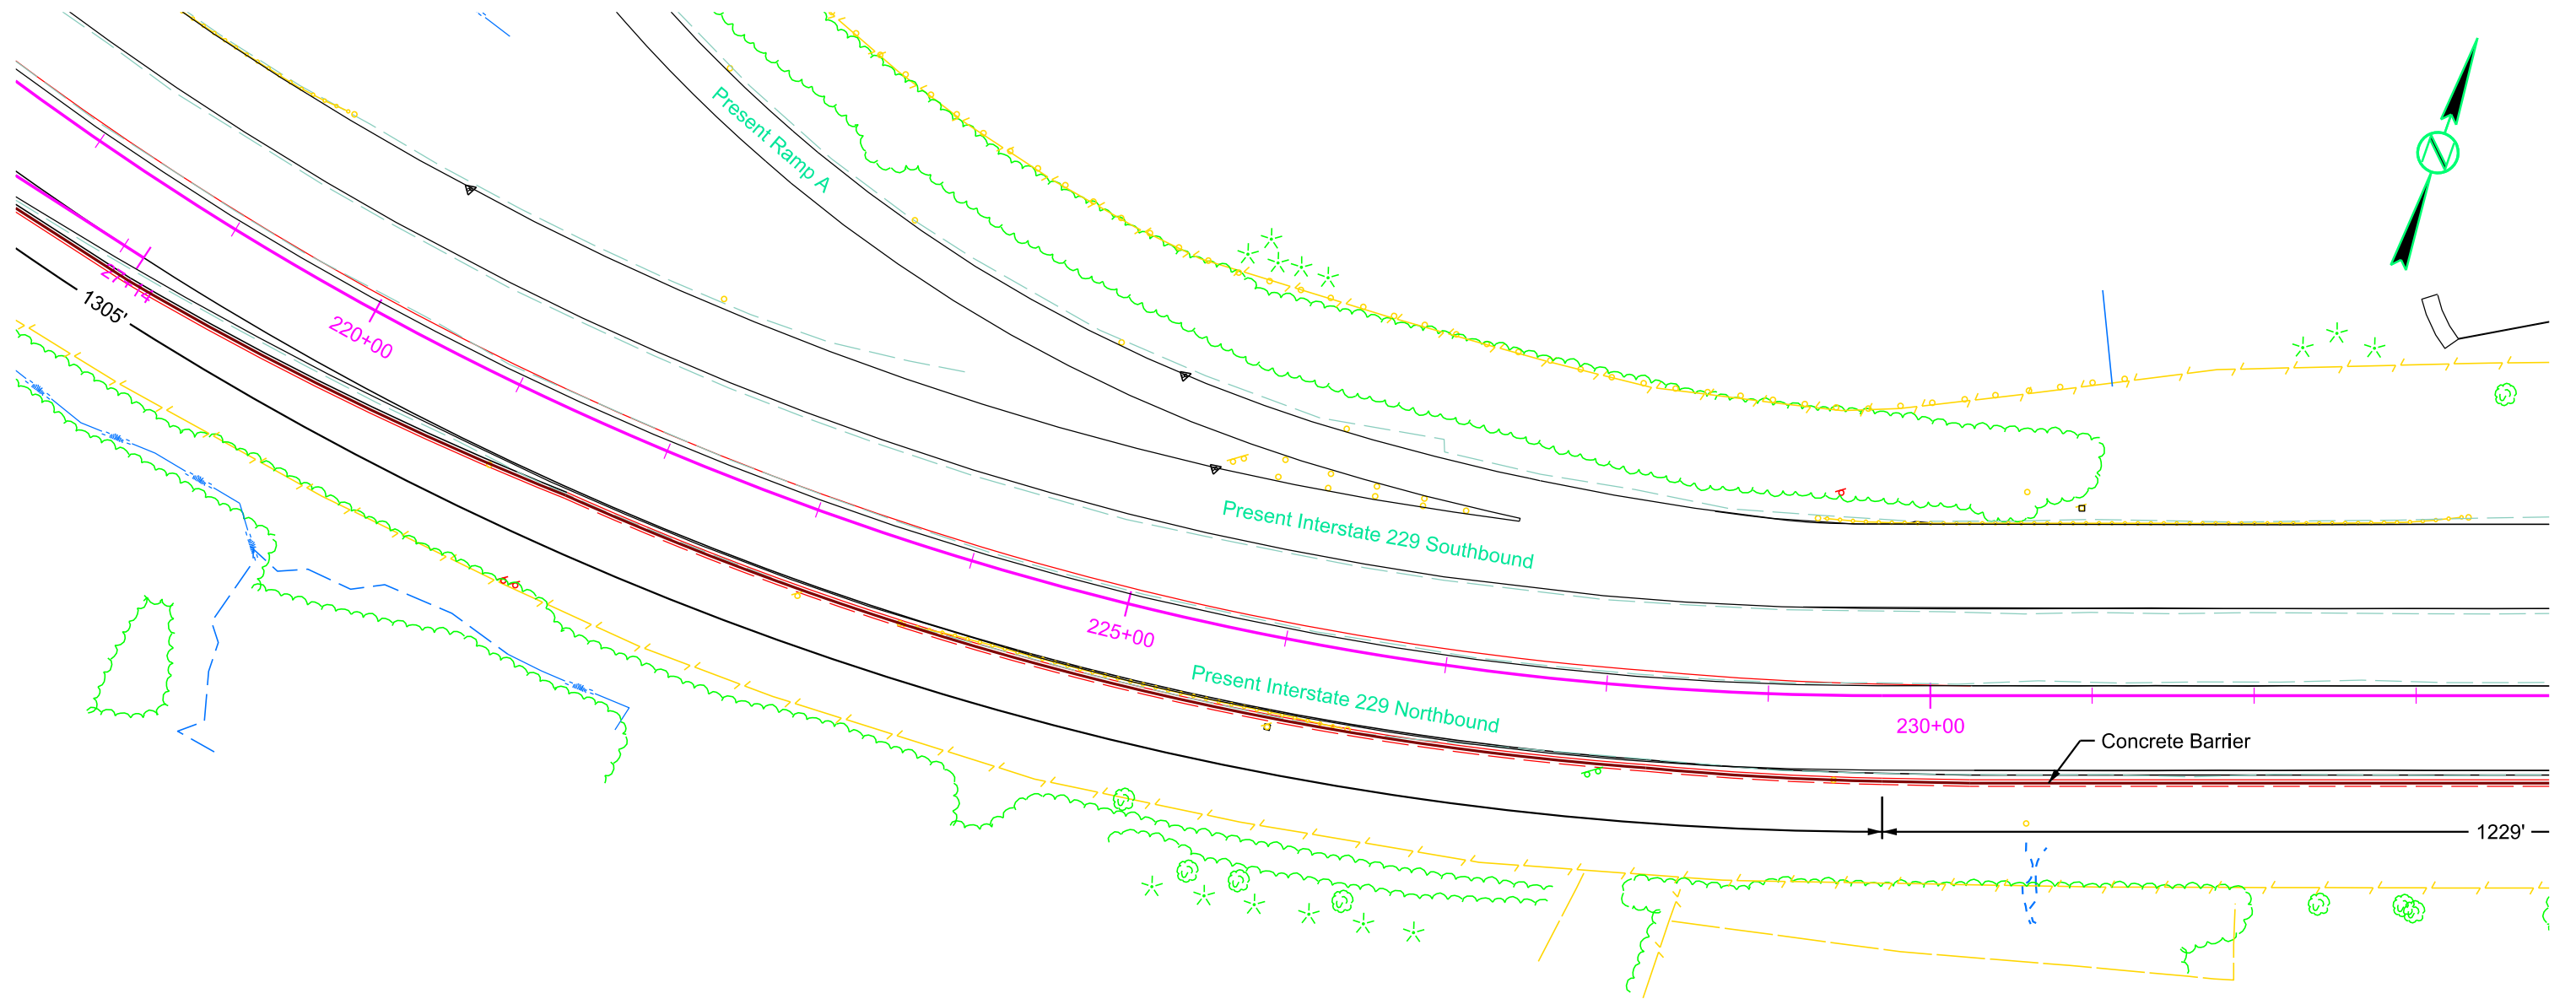 Present Ramp A
N
1305'
220+00
Present Interstate 229 Southbound
225+00
Present Interstate 229 Northbound
230+00
Concrete Barrier
1229'